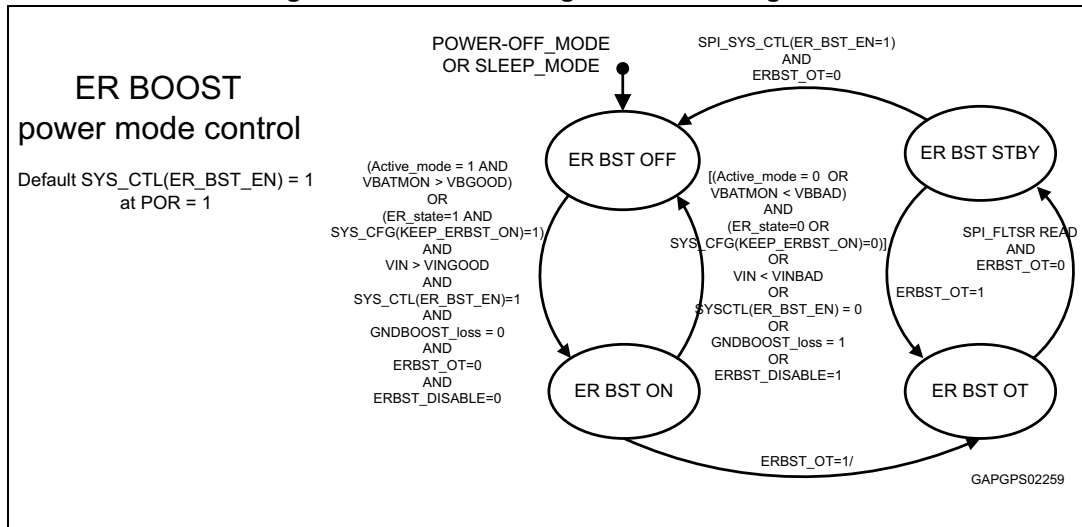 ER BOOST
power mode control
Default SYS_CTL(ER_BST_EN) = 1
at POR = 1
POWER-OFF_MODE
OR SLEEP_MODE
SPI_SYS_CTL(ER_BST_EN=1)
AND
ERBST_OT=0
ER BST OFF
ER BST STBY
(Active_mode = 1 AND
VBATMON > VBGOOD)
OR
(ER_state=1 AND
SYS_CFG(KEEP_ERBST_ON)=1)
AND
VIN > VINGOOD
AND
SYS_CTL(ER_BST_EN)=1
AND
GNDBOOST_loss = 0
AND
ERBST_OT=0
AND
ERBST_DISABLE=0
[(Active_mode = 0 OR
VBATMON < VBBAD)
AND
(ER_state=0 OR
SYS_CFG(KEEP_ERBST_ON)=0)]
OR
VIN < VINBAD
OR
SYSCTL(ER_BST_EN) = 0
OR
GNDBOOST_loss = 1
OR
ERBST_DISABLE=1
SPI_FLTSR READ
AND
ERBST_OT=0
ERBST_OT=1
ER BST ON
ER BST OT
ERBST_OT=1/
GAPGPS02259